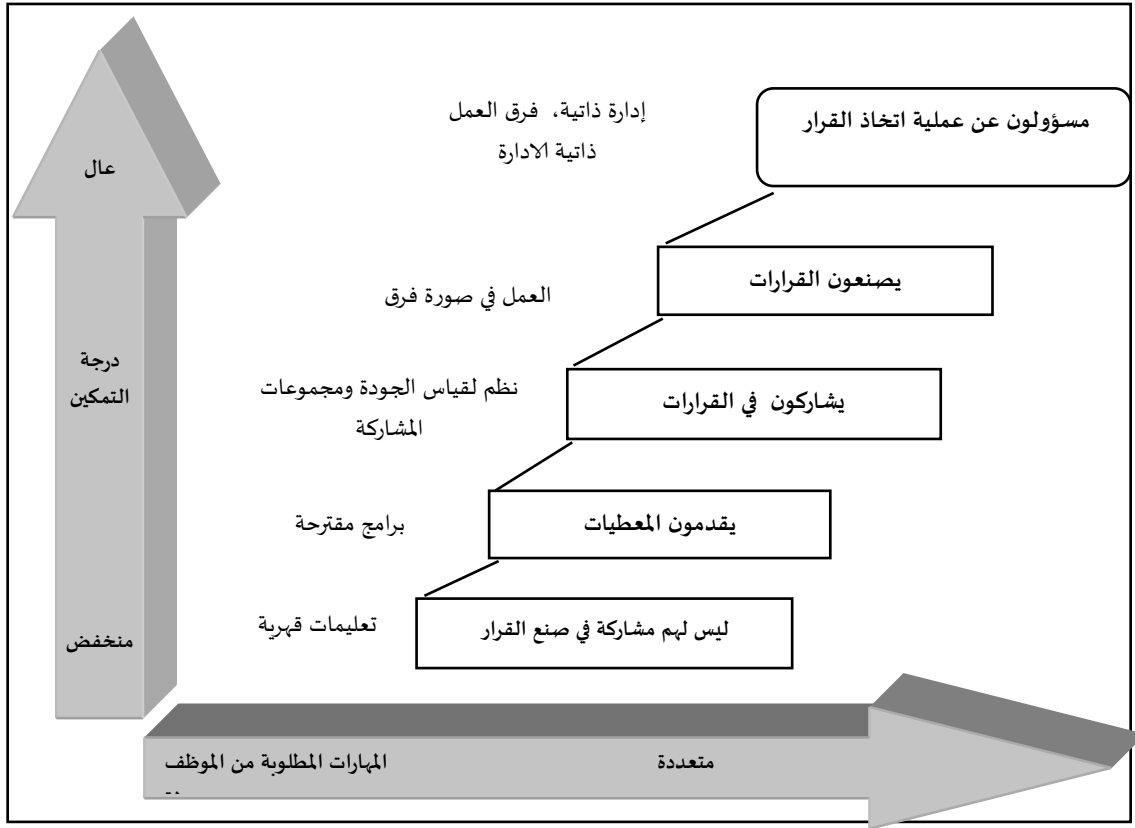 إدارة ذاتية، فرق العمل
ذاتية الادارة
مسؤولون عن عملية اتخاذ القرار
عال
يصنعون القرارات
العمل في صورة فرق
درجة
التمكين
نظم لقياس الجودة ومجموعات
المشاركة
يشاركون في القرارات
يقدمون المعطيات
برامج مقترحة
ليس لهم مشاركة في صنع القرار
تعليمات قهرية
منخفض
المهارات المطلوبة من الموظف
متعددة